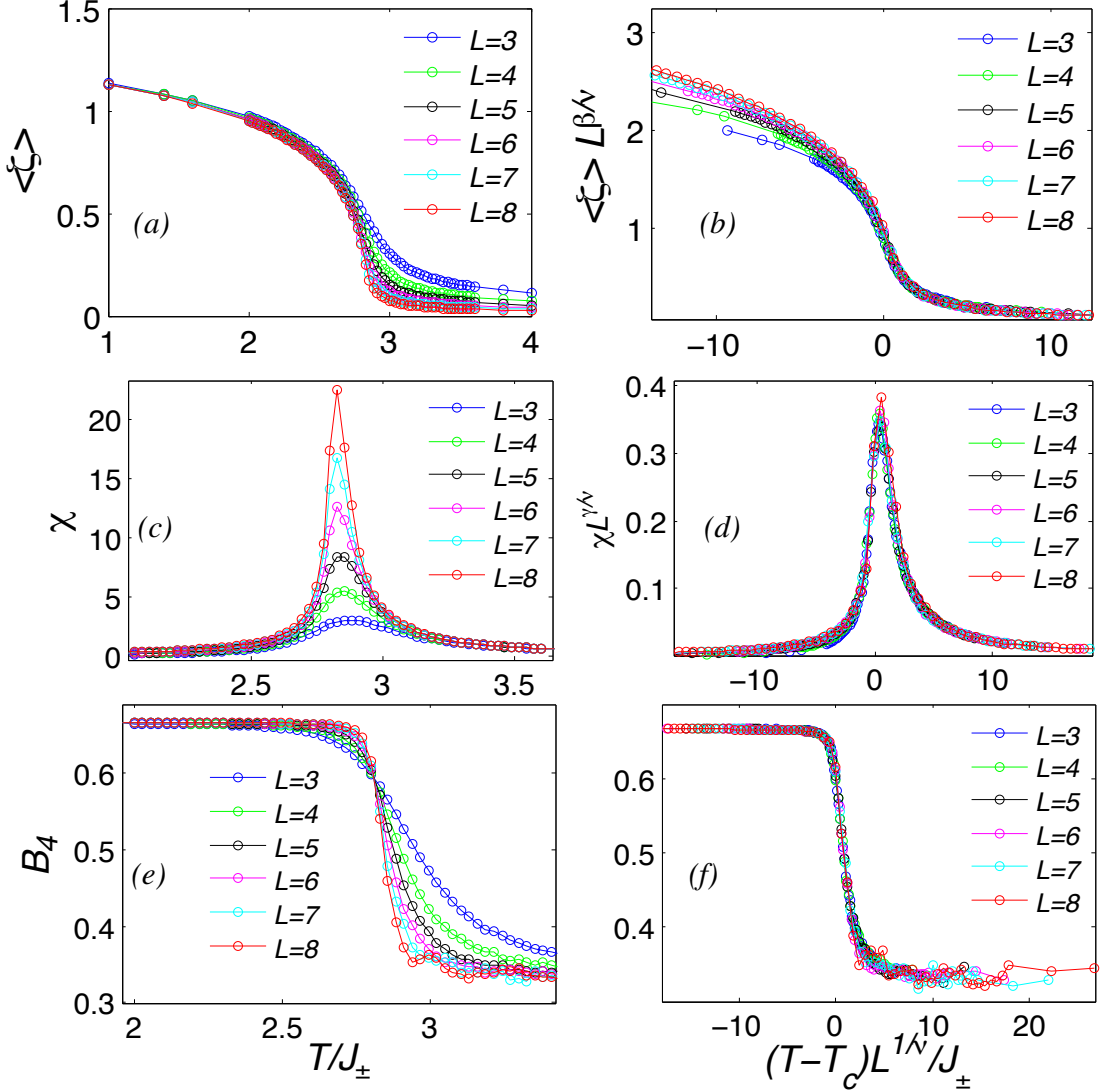 1.5
1
0.5
0
<ξ>
(a)
L=3
L=4
L=5
L=6
L=7
L=8
1
2
3
4
3
2
1
<ξ> L^β/ν
(b)
L=3
L=4
L=5
L=6
L=7
L=8
−10
0
10
20
15
10
5
0
χ
(c)
L=3
L=4
L=5
L=6
L=7
L=8
2.5
3
3.5
0.4
0.3
0.2
0.1
χL^γ/ν
(d)
L=3
L=4
L=5
L=6
L=7
L=8
−10
0
10
0.6
0.5
0.4
0.3
B₄
(e)
L=3
L=4
L=5
L=6
L=7
L=8
2
2.5
3
T/J±
0.6
0.4
(f)
L=3
L=4
L=5
L=6
L=7
L=8
−10
0
10
20
(T−T_c)L^1/ν/J±